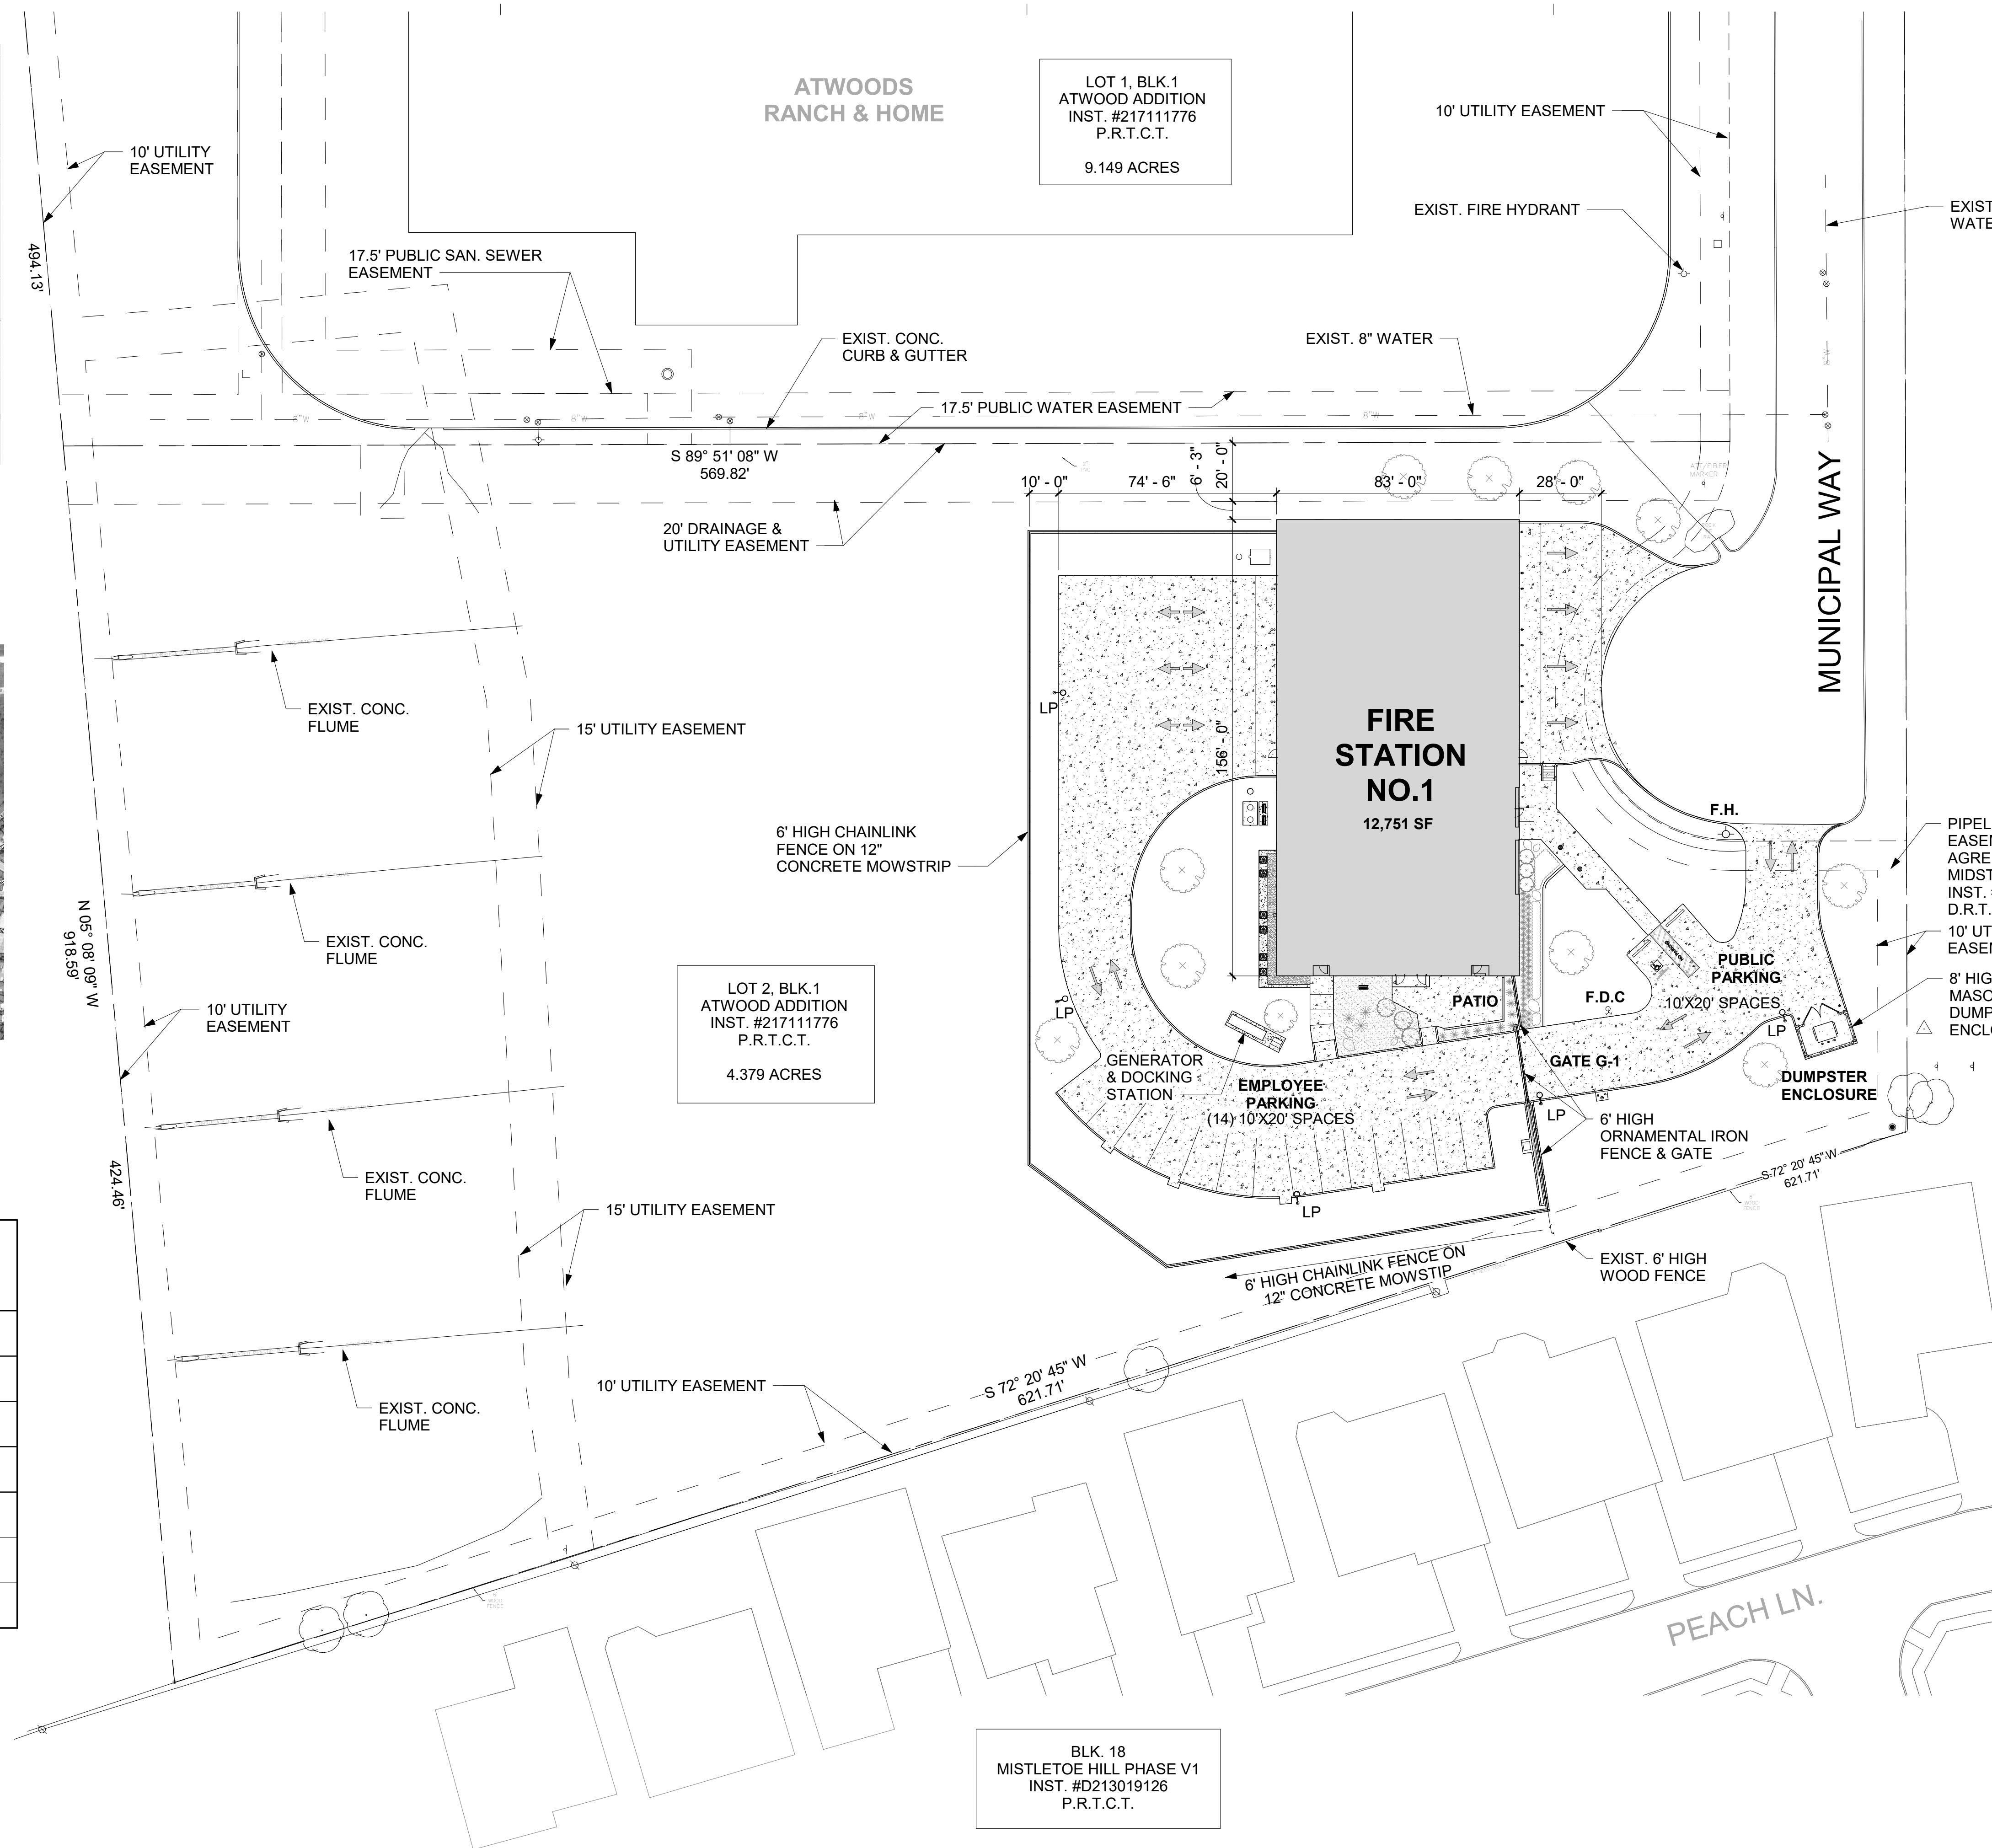 ATWOODS
RANCH & HOME
LOT 1, BLK.1
ATWOOD ADDITION
INST. #217111776
P.R.T.C.T.
9.149 ACRES
10' UTILITY EASEMENT
10' UTILITY
EASEMENT
EXIST. FIRE HYDRANT
EXIST
WATE
494.13'
17.5' PUBLIC SAN. SEWER
EASEMENT
EXIST. CONC.
CURB & GUTTER
EXIST. 8" WATER
17.5' PUBLIC WATER EASEMENT
8"W
8"W
8"W
8"W
S 89° 51' 08" W
569.82'
20' DRAINAGE &
UTILITY EASEMENT
10' - 0"
74' - 6"
6' - 3"
20' - 0"
83' - 0"
28' - 0"
156' - 0"
MUNICIPAL WAY
EXIST. CONC.
FLUME
15' UTILITY EASEMENT
LP
FIRE
STATION
NO.1
12,751 SF
F.H.
6' HIGH CHAINLINK
FENCE ON 12"
CONCRETE MOWSTRIP
PIPEL
EASEM
AGRE
MIDST
INST.
D.R.T.
N 05° 08' 09" W
918.59'
EXIST. CONC.
FLUME
10' UT
EASEM
PUBLIC
PARKING
10'X20' SPACES
8' HIG
MASO
DUMP
ENCLO
LOT 2, BLK.1
ATWOOD ADDITION
INST. #217111776
P.R.T.C.T.
4.379 ACRES
10' UTILITY
EASEMENT
LP
PATIO
F.D.C
LP
GATE G-1
GENERATOR
& DOCKING
STATION
EMPLOYEE
PARKING
(14) 10'X20' SPACES
DUMPSTER
ENCLOSURE
LP
6' HIGH
ORNAMENTAL IRON
FENCE & GATE
424.46'
EXIST. CONC.
FLUME
S 72° 20' 45" W
621.71'
15' UTILITY EASEMENT
LP
6' HIGH CHAINLINK FENCE ON
12" CONCRETE MOWSTIP
EXIST. 6' HIGH
WOOD FENCE
10' UTILITY EASEMENT
S 72° 20' 45" W
621.71'
EXIST. CONC.
FLUME
PEACH LN.
BLK. 18
MISTLETOE HILL PHASE V1
INST. #D213019126
P.R.T.C.T.